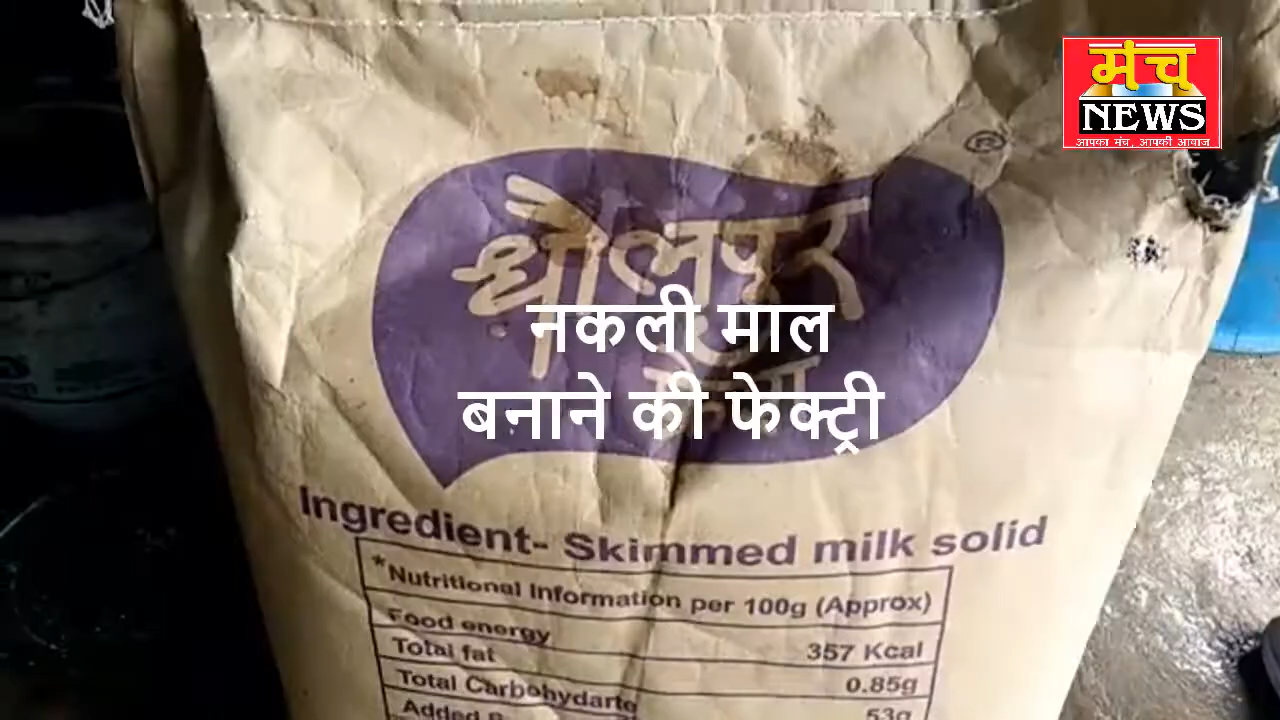 मंच
NEWS
आपका मंच, आपकी आवाज
®
धौलपुर
नकली माल
बनाने की फेक्ट्री
Ingredient- Skimmed milk solid
*Nutritional Information per 100g (Approx)
Food energy 357 Kcal
Total fat 0.85g
Total Carbohydarte 53g
Added